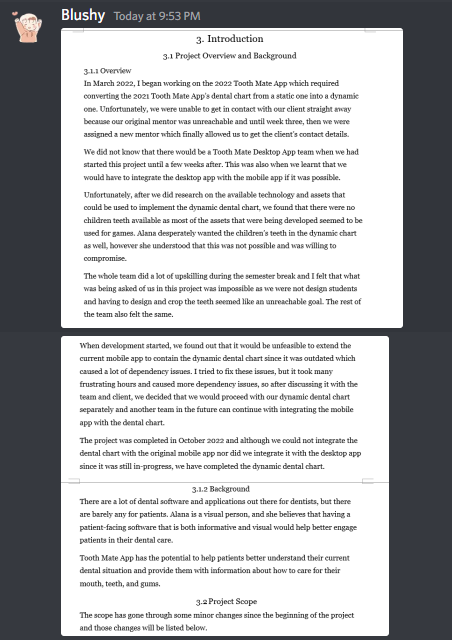 Blushy Today at 9:53 PM
3. Introduction
3.1 Project Overview and Background
3.1.1 Overview
In March 2022, I began working on the 2022 Tooth Mate App which required
converting the 2021 Tooth Mate App's dental chart from a static one into a dynamic
one. Unfortunately, we were unable to get in contact with our client straight away
because our original mentor was unreachable and until week three, then we were
assigned a new mentor which finally allowed us to get the client's contact details.
We did not know that there would be a Tooth Mate Desktop App team when we had
started this project until a few weeks after. This was also when we learnt that we
would have to integrate the desktop app with the mobile app if it was possible.
Unfortunately, after we did research on the available technology and assets that
could be used to implement the dynamic dental chart, we found that there were no
children teeth available as most of the assets that were being developed seemed to be
used for games. Alana desperately wanted the children's teeth in the dynamic chart
as well, however she understood that this was not possible and was willing to
compromise.
The whole team did a lot of upskilling during the semester break and I felt that what
was being asked of us in this project was impossible as we were not design students
and having to design and crop the teeth seemed like an unreachable goal. The rest of
the team also felt the same.
When development started, we found out that it would be unfeasible to extend the
current mobile app to contain the dynamic dental chart since it was outdated which
caused a lot of dependency issues. I tried to fix these issues, but it took many
frustrating hours and caused more dependency issues, so after discussing it with the
team and client, we decided that we would proceed with our dynamic dental chart
separately and another team in the future can continue with integrating the mobile
app with the dental chart.
The project was completed in October 2022 and although we could not integrate the
dental chart with the original mobile app nor did we integrate it with the desktop app
since it was still in-progress, we have completed the dynamic dental chart.
3.1.2 Background
There are a lot of dental software and applications out there for dentists, but there
are barely any for patients. Alana is a visual person, and she believes that having a
patient-facing software that is both informative and visual would help better engage
patients in their dental care.
Tooth Mate App has the potential to help patients better understand their current
dental situation and provide them with information about how to care for their
mouth, teeth, and gums.
3.2 Project Scope
The scope has gone through some minor changes since the beginning of the project
and those changes will be listed below.